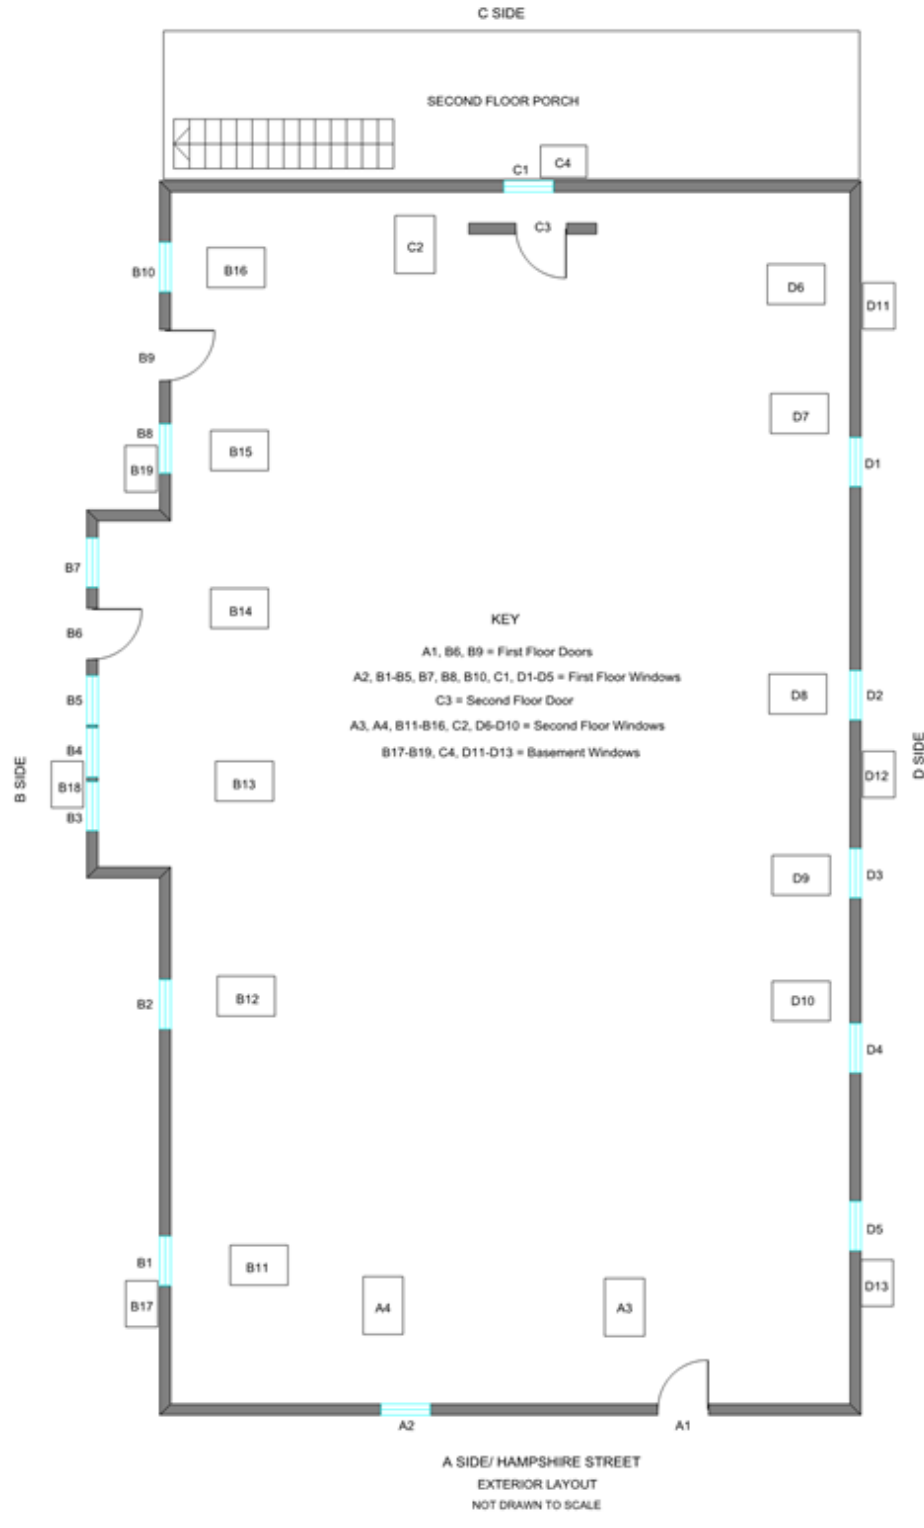 C SIDE
SECOND FLOOR PORCH
C1
C4
C2
C3
B10
B16
D6
D11
B9
D7
B8
B15
B19
D1
B7
B14
B6
KEY
A1, B6, B9 = First Floor Doors
A2, B1-B5, B7, B8, B10, C1, D1-D5 = First Floor Windows
C3 = Second Floor Door
A3, A4, B11-B16, C2, D6-D10 = Second Floor Windows
B17-B19, C4, D11-D13 = Basement Windows
B5
D8
D2
B4
B SIDE
B18
B13
D12
D SIDE
B3
D9
D3
B2
B12
D10
D4
D5
B1
B11
B17
A4
A3
D13
A2
A1
A SIDE/ HAMPSHIRE STREET
EXTERIOR LAYOUT
NOT DRAWN TO SCALE